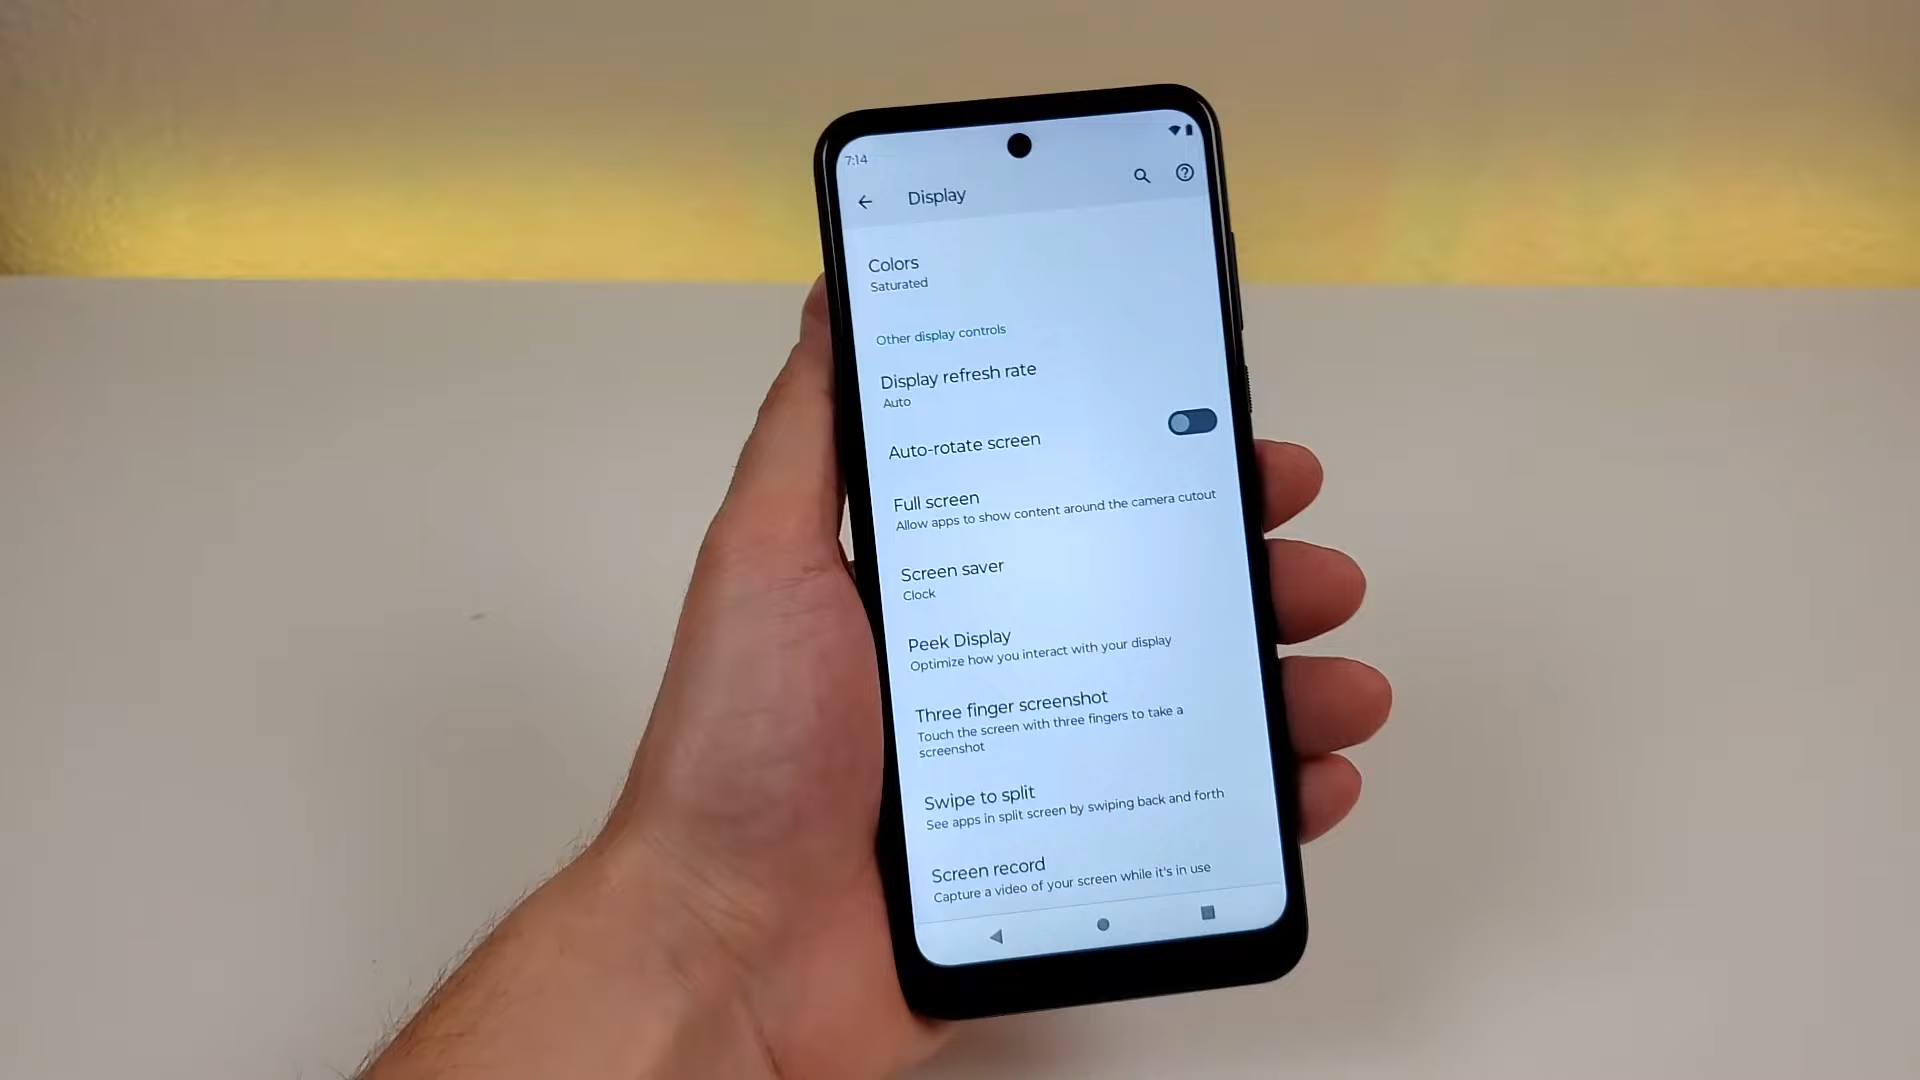 7:14
Display
Colors
Saturated
Other display controls
Display refresh rate
Auto
Auto-rotate screen
Full screen
Allow apps to show content around the camera cutout
Screen saver
Clock
Peek Display
Optimize how you interact with your display
Three finger screenshot
Touch the screen with three fingers to take a
screenshot
Swipe to split
See apps in split screen by swiping back and forth
Screen record
Capture a video of your screen while it's in use